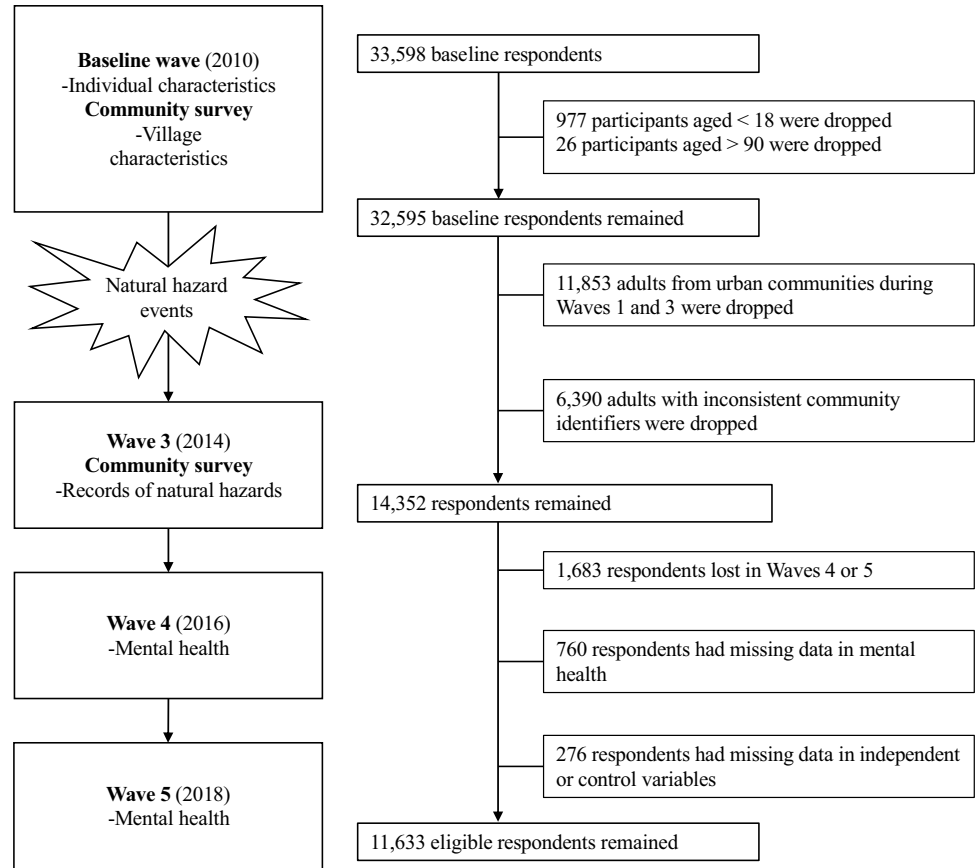 Baseline wave (2010)
-Individual characteristics
Community survey
-Village
characteristics
Natural hazard
events
Wave 3 (2014)
Community survey
-Records of natural hazards
Wave 4 (2016)
-Mental health
Wave 5 (2018)
-Mental health
33,598 baseline respondents
977 participants aged < 18 were dropped
26 participants aged > 90 were dropped
32,595 baseline respondents remained
11,853 adults from urban communities during
Waves 1 and 3 were dropped
6,390 adults with inconsistent community
identifiers were dropped
14,352 respondents remained
1,683 respondents lost in Waves 4 or 5
760 respondents had missing data in mental
health
276 respondents had missing data in independent
or control variables
11,633 eligible respondents remained